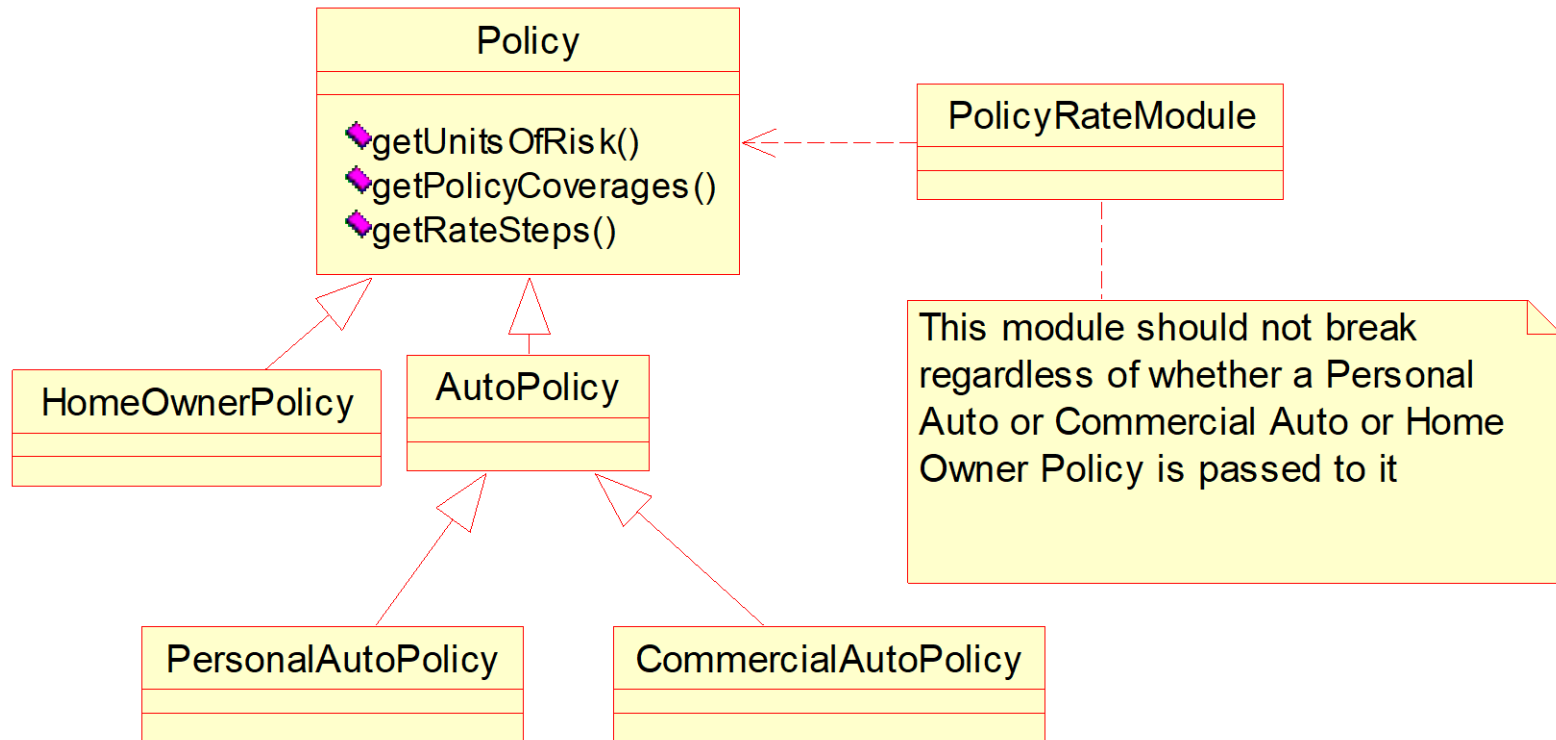 Policy
getUnitsOfRisk()
getPolicyCoverages()
getRateSteps()
PolicyRateModule
This module should not break
regardless of whether a Personal
Auto or Commercial Auto or Home
Owner Policy is passed to it
HomeOwnerPolicy
AutoPolicy
PersonalAutoPolicy
CommercialAutoPolicy